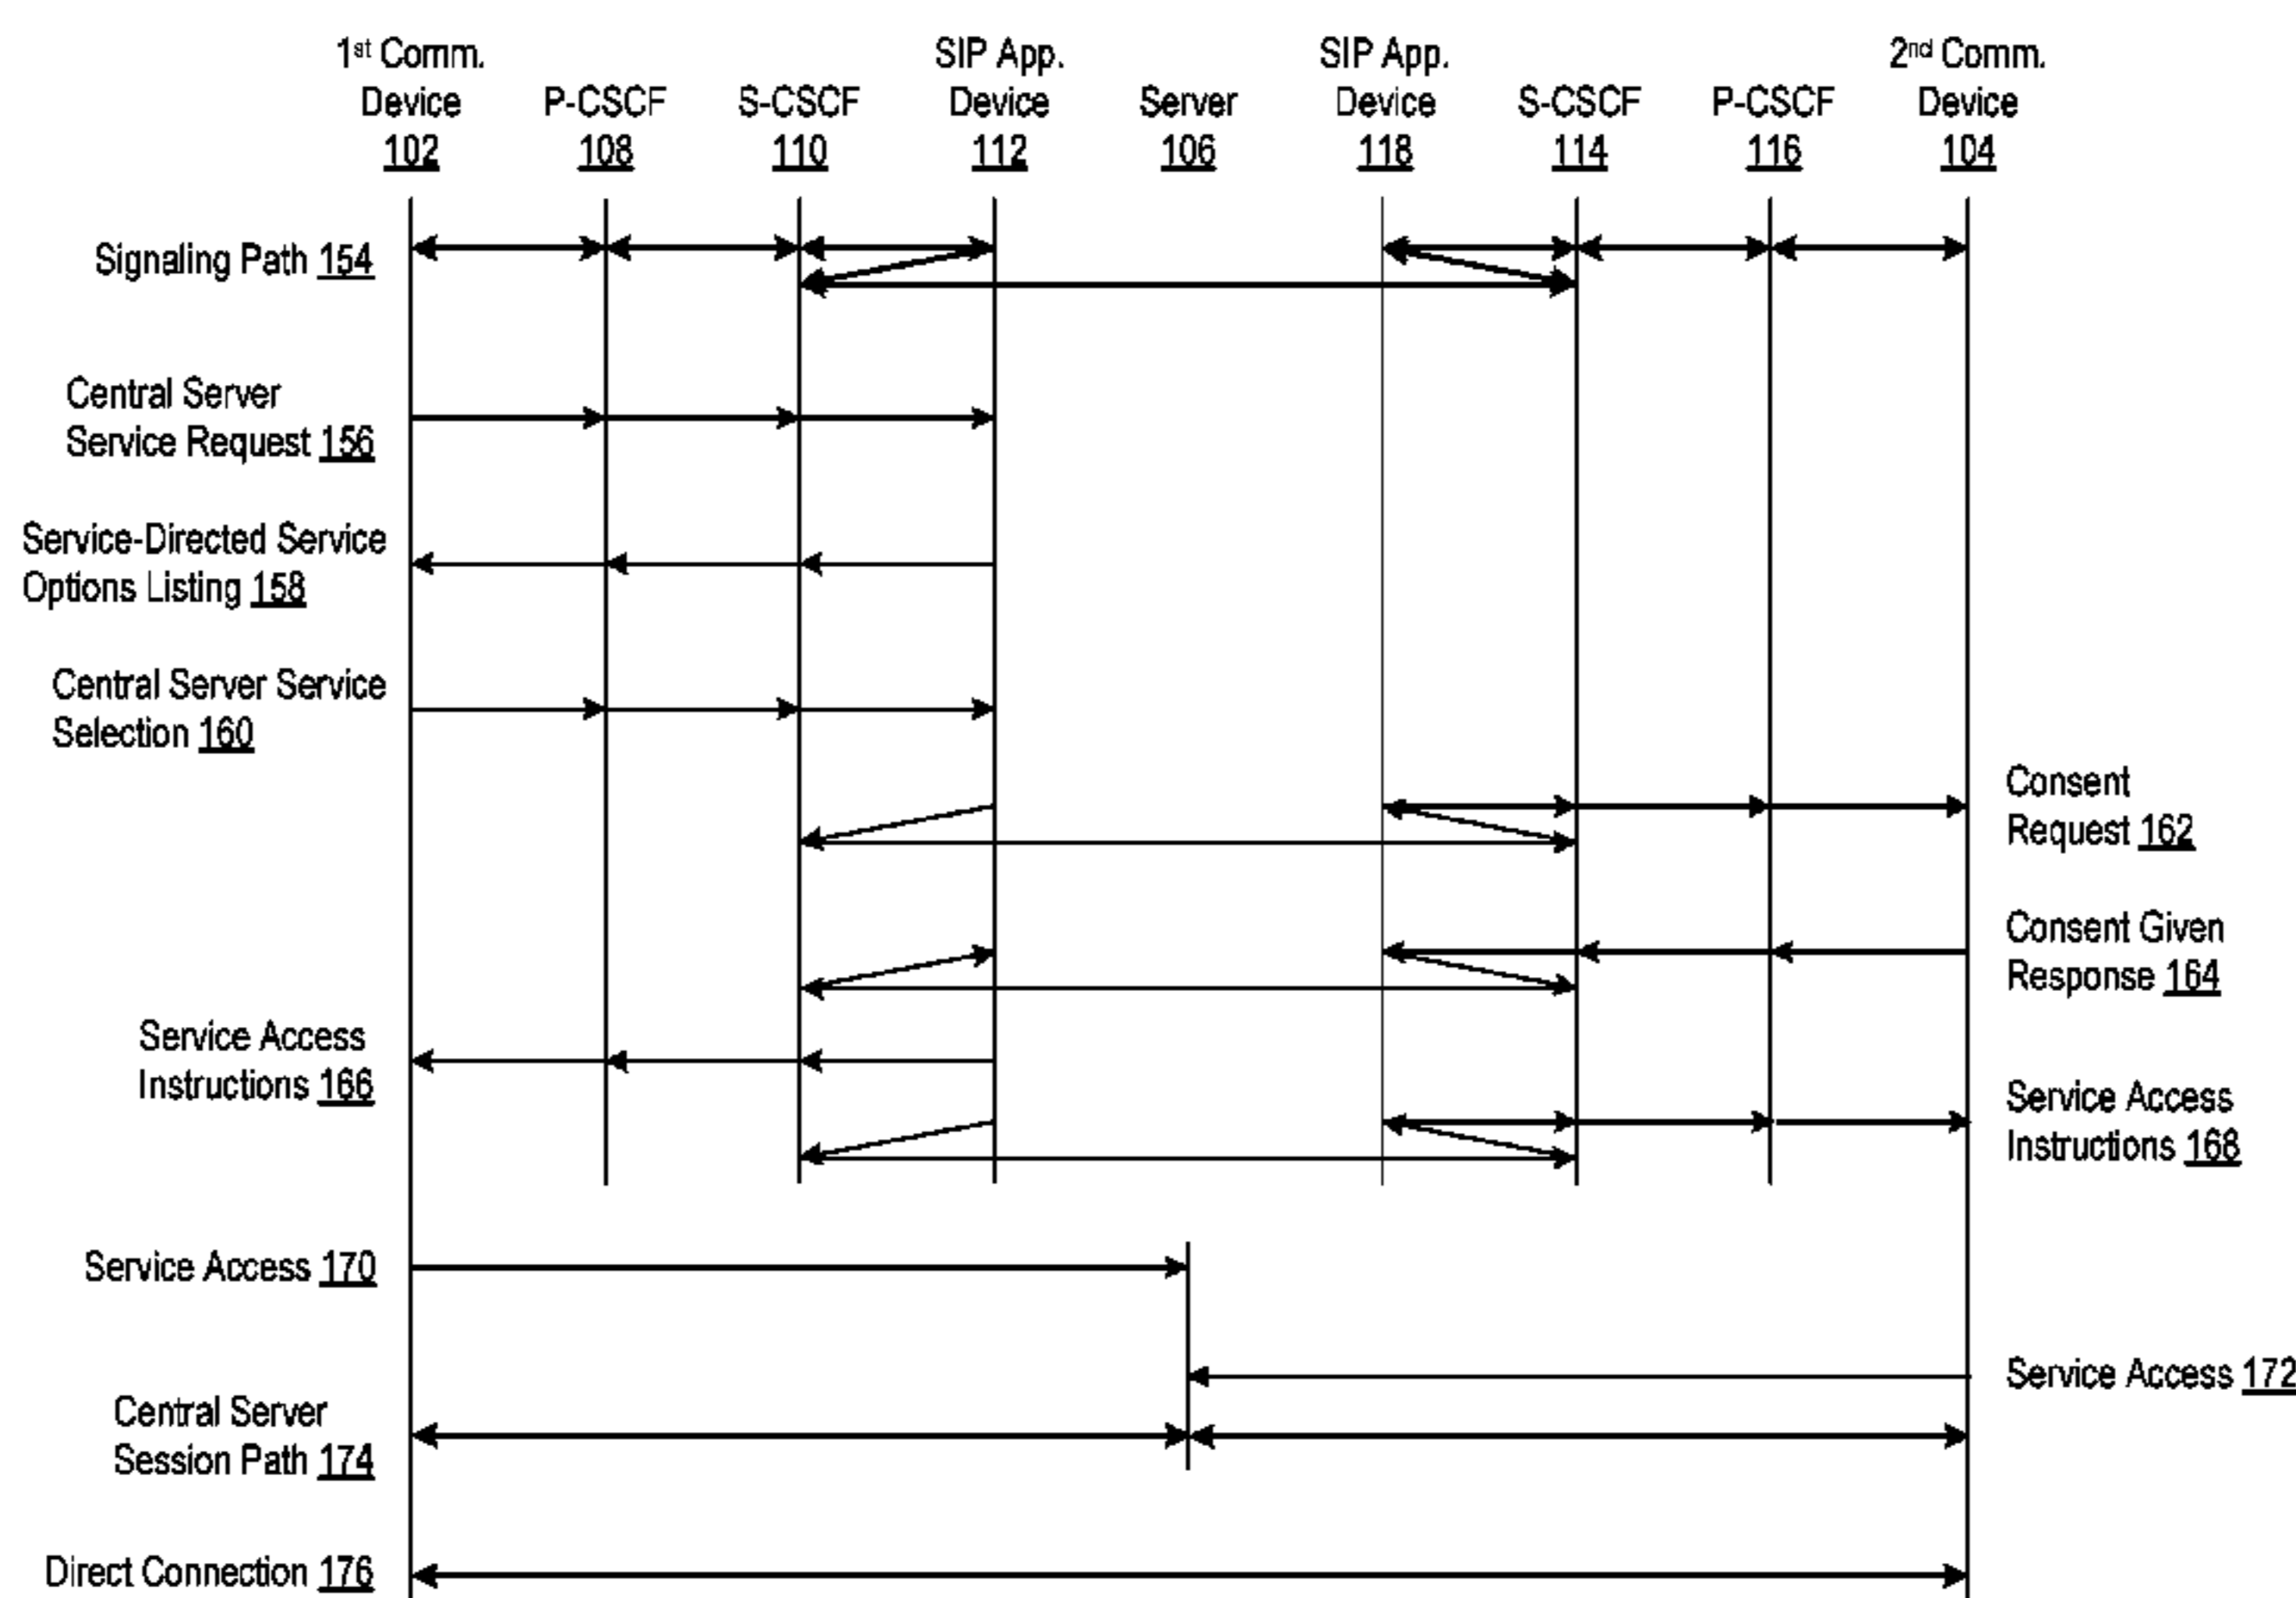 1st Comm. Device 102
P-CSCF 108
S-CSCF 110
SIP App. Device 112
Server 106
SIP App. Device 118
S-CSCF 114
P-CSCF 116
2nd Comm. Device 104
Signaling Path 154
Central Server
Service Request 156
Service-Directed Service
Options Listing 158
Central Server Service
Selection 160
Consent
Request 162
Consent Given
Response 164
Service Access
Instructions 166
Service Access
Instructions 168
Service Access 170
Service Access 172
Central Server
Session Path 174
Direct Connection 176